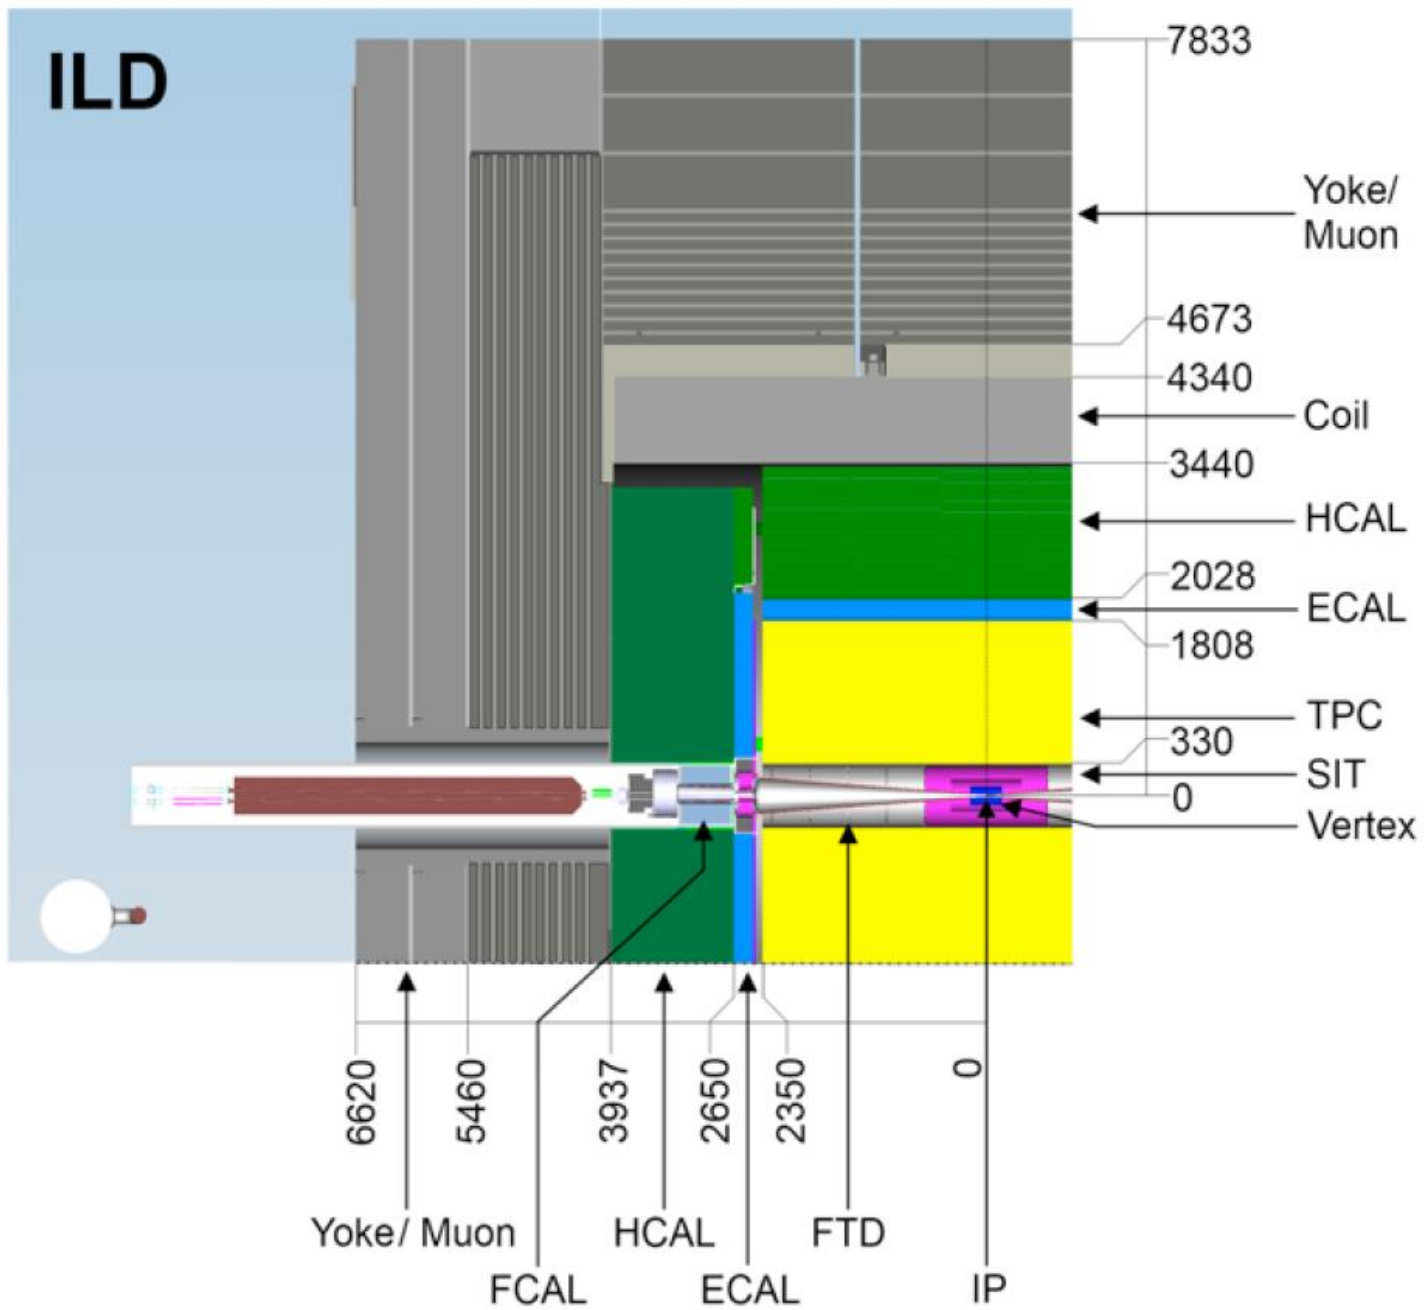 ILD
7833
Yoke/
Muon
4673
4340
Coil
3440
HCAL
2028
ECAL
1808
TPC
330
SIT
0
Vertex
6620
5460
3937
2650
2350
0
Yoke/ Muon
HCAL
FTD
FCAL
ECAL
IP